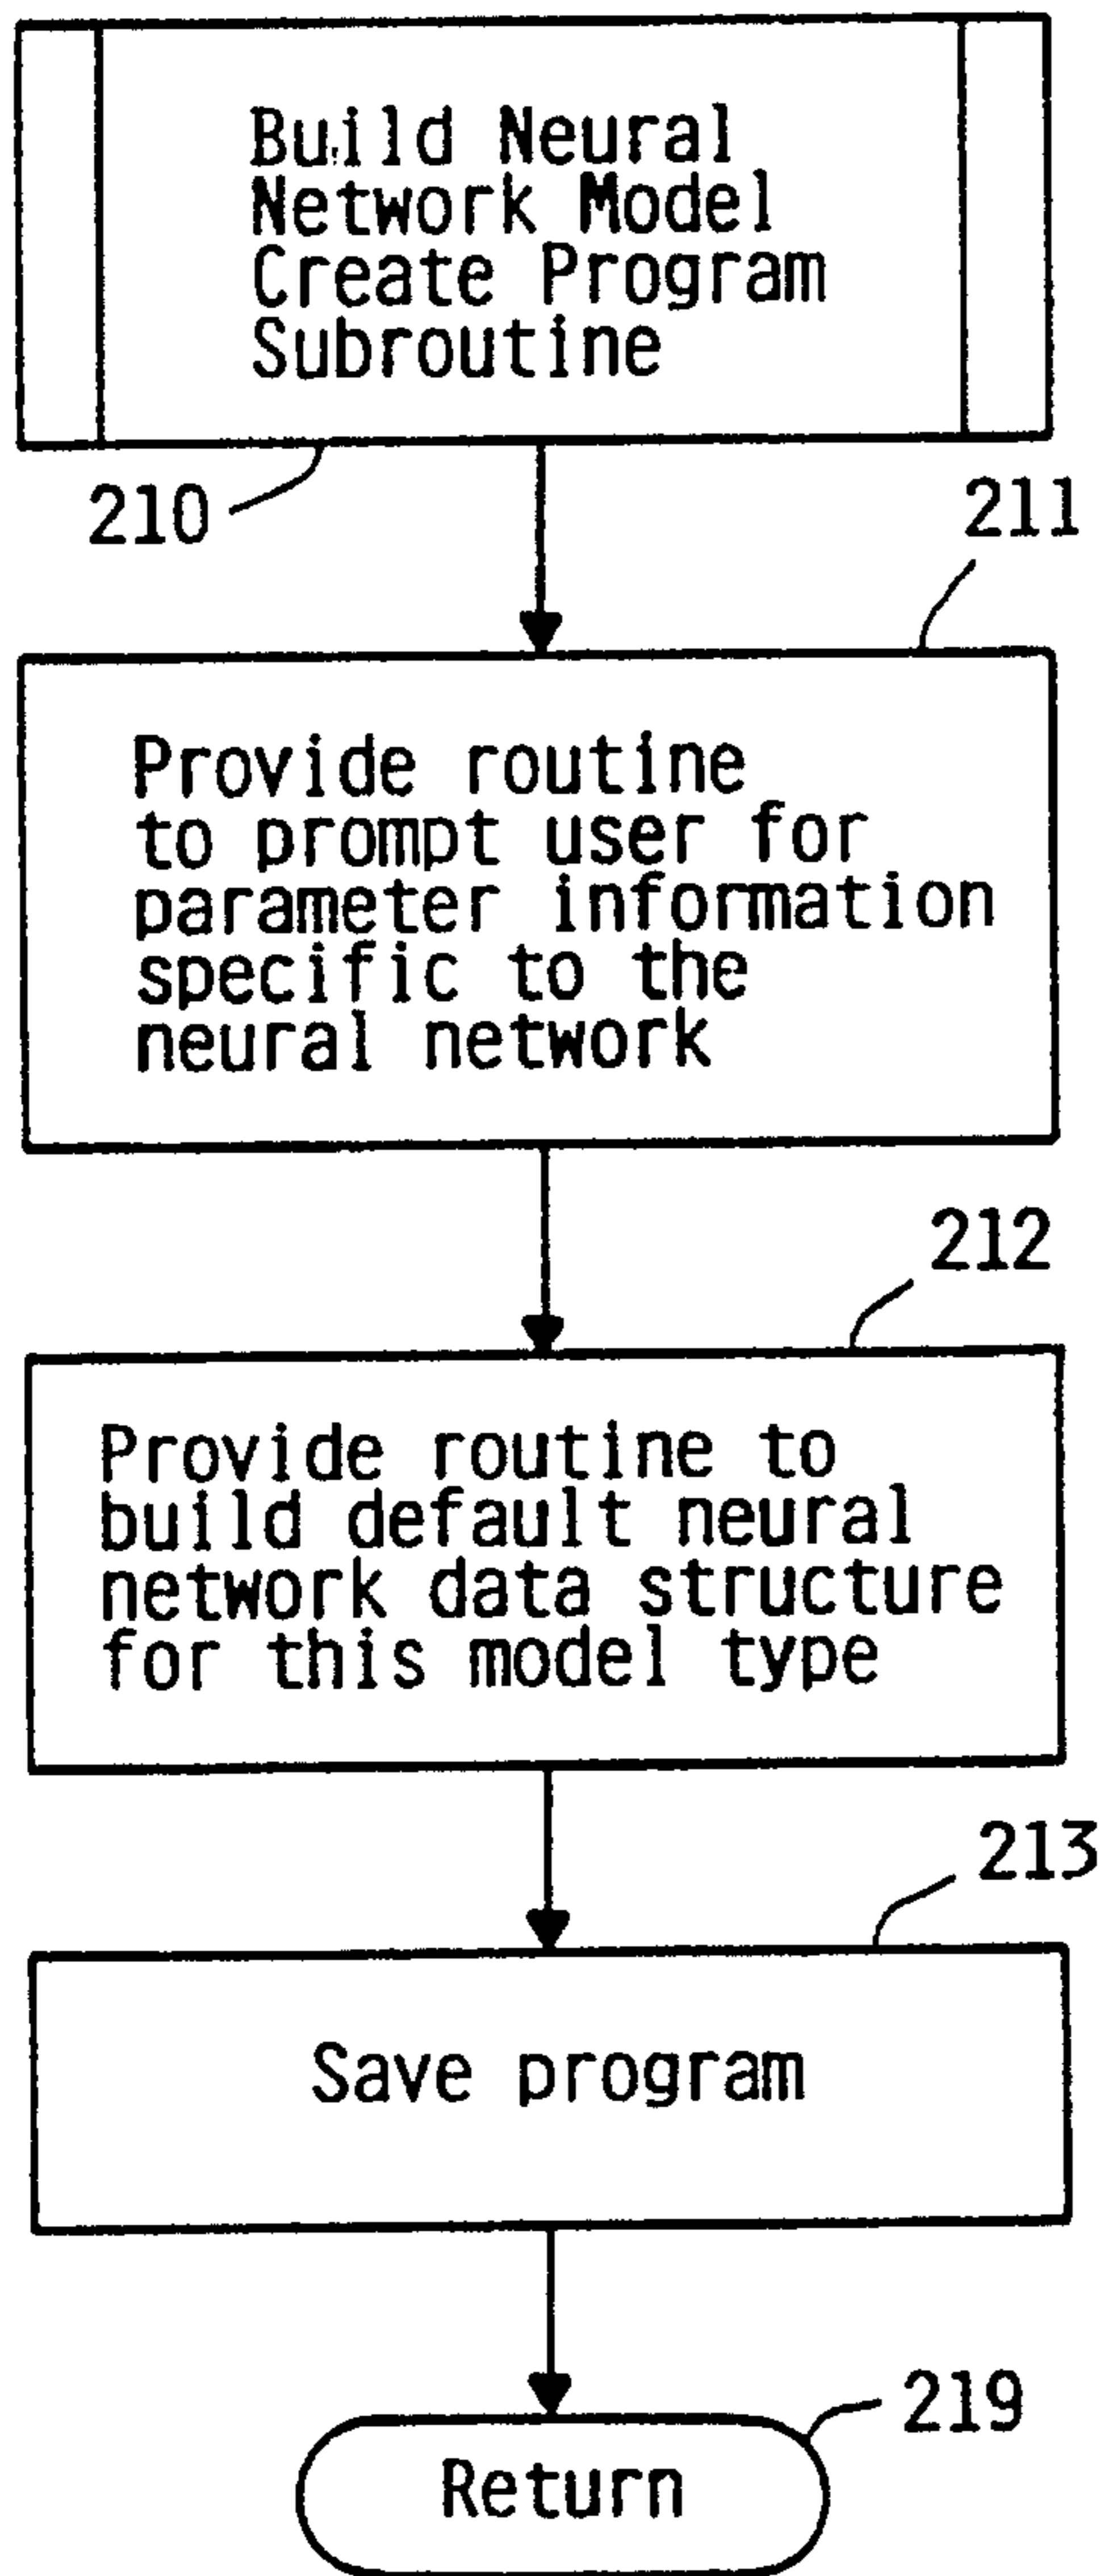 Build Neural
Network Model
Create Program
Subroutine
210
211
Provide routine
to prompt user for
parameter information
specific to the
neural network
212
Provide routine to
build default neural
network data structure
for this model type
213
Save program
219
Return